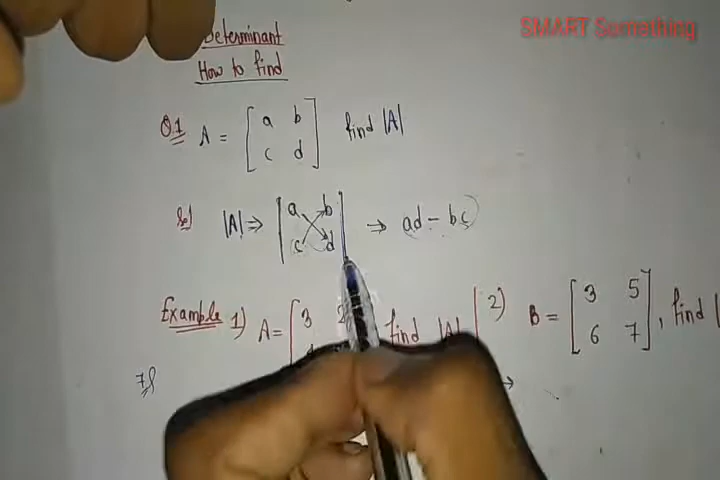 SMART Something
Determinant
How to find
Q.1 A = [a b c d] find |A|
Sol |A| ⇒ |a b c d| → ad - bc
Example 1) A = [3 find |A| 2) B = [3 5 6 7], find